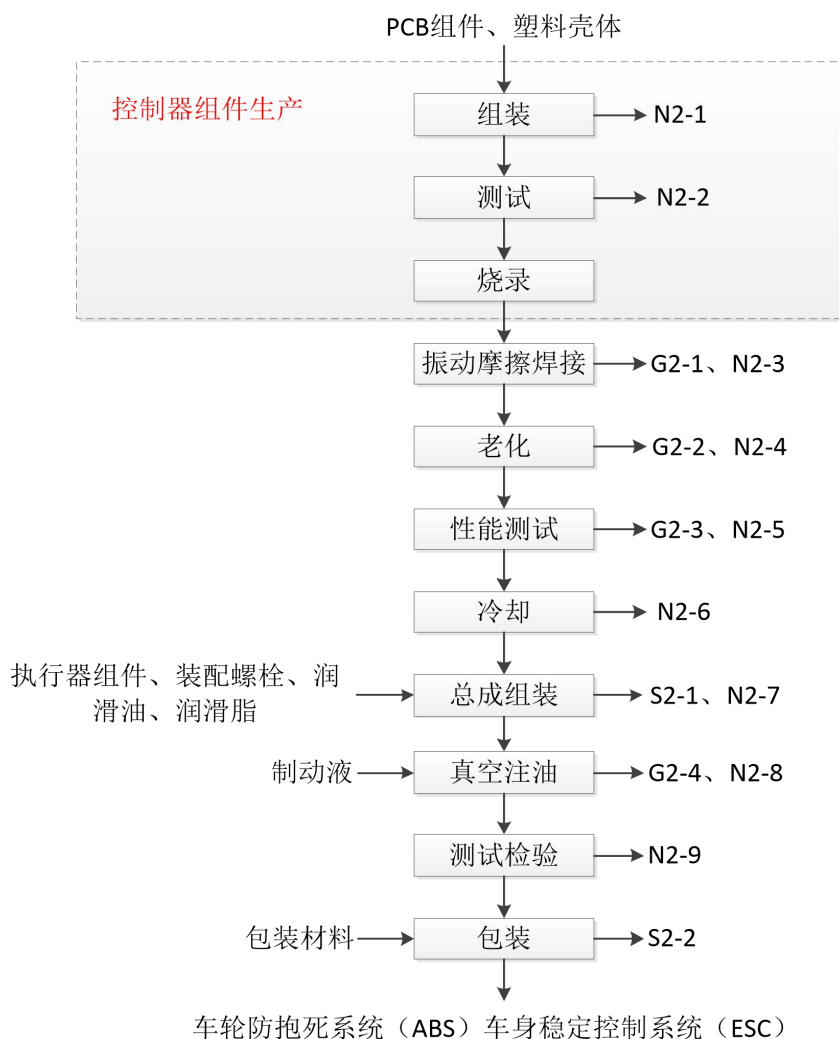 PCB组件、塑料壳体
控制器组件生产
组装
N2-1
测试
N2-2
烧录
振动摩擦焊接
G2-1、N2-3
老化
G2-2、N2-4
性能测试
G2-3、N2-5
冷却
N2-6
执行器组件、装配螺栓、润
滑油、润滑脂
总成组装
S2-1、N2-7
制动液
真空注油
G2-4、N2-8
测试检验
N2-9
包装材料
包装
S2-2
车轮防抱死系统（ABS）车身稳定控制系统（ESC）